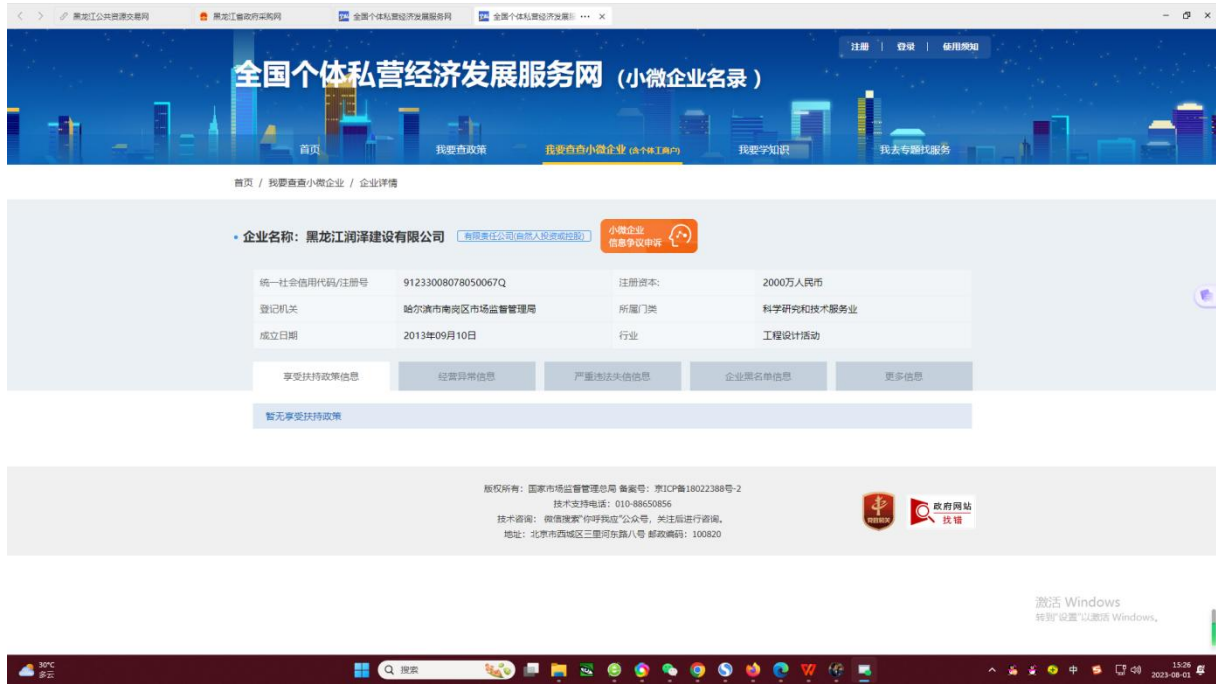 黑龙江公共资源交易网 黑龙江省政府采购网 全国个体私营经济发展服务网 全国个体私营经济发展服 ··· ×
注册 | 登录 | 使用须知
全国个体私营经济发展服务网 (小微企业名录)
首页 我要查政策 我要查查小微企业 (含个体工商户) 我要学知识 我去专题找服务
首页 / 我要查查小微企业 / 企业详情
• 企业名称: 黑龙江润泽建设有限公司 有限责任公司(自然人投资或控股) 小微企业
信息争议申诉
统一社会信用代码/注册号 91233008078050067Q 注册资本: 2000万人民币
登记机关 哈尔滨市南岗区市场监督管理局 所属门类 科学研究和技术服务业
成立日期 2013年09月10日 行业 工程设计活动
享受扶持政策信息 经营异常信息 严重违法失信信息 企业黑名单信息 更多信息
暂无享受扶持政策
版权所有: 国家市场监督管理总局 备案号: 京ICP备18022388号-2
技术支持电话: 010-88650856
技术咨询: 微信搜索"你呼我应"公众号, 关注后进行咨询。
地址: 北京市西城区三里河东路八号 邮政编码: 100820
党政机关
政府网站
找错
激活 Windows
转到"设置"以激活 Windows。
30°C
多云
搜索
中
15:26
2023-08-01